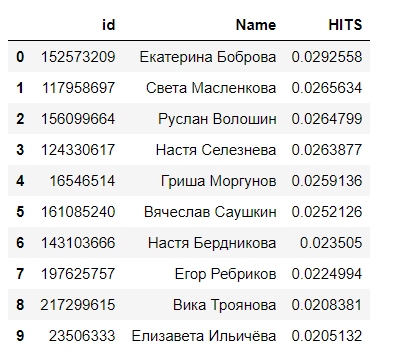 id Name HITS
0 152573209 Екатерина Боброва 0.0292558
1 117958697 Света Масленкова 0.0265634
2 156099664 Руслан Волошин 0.0264799
3 124330617 Настя Селезнева 0.0263877
4 16546514 Гриша Моргунов 0.0259136
5 161085240 Вячеслав Саушкин 0.0252126
6 143103666 Настя Бердникова 0.023505
7 197625757 Егор Ребриков 0.0224994
8 217299615 Вика Троянова 0.0208381
9 23506333 Елизавета Ильичёва 0.0205132